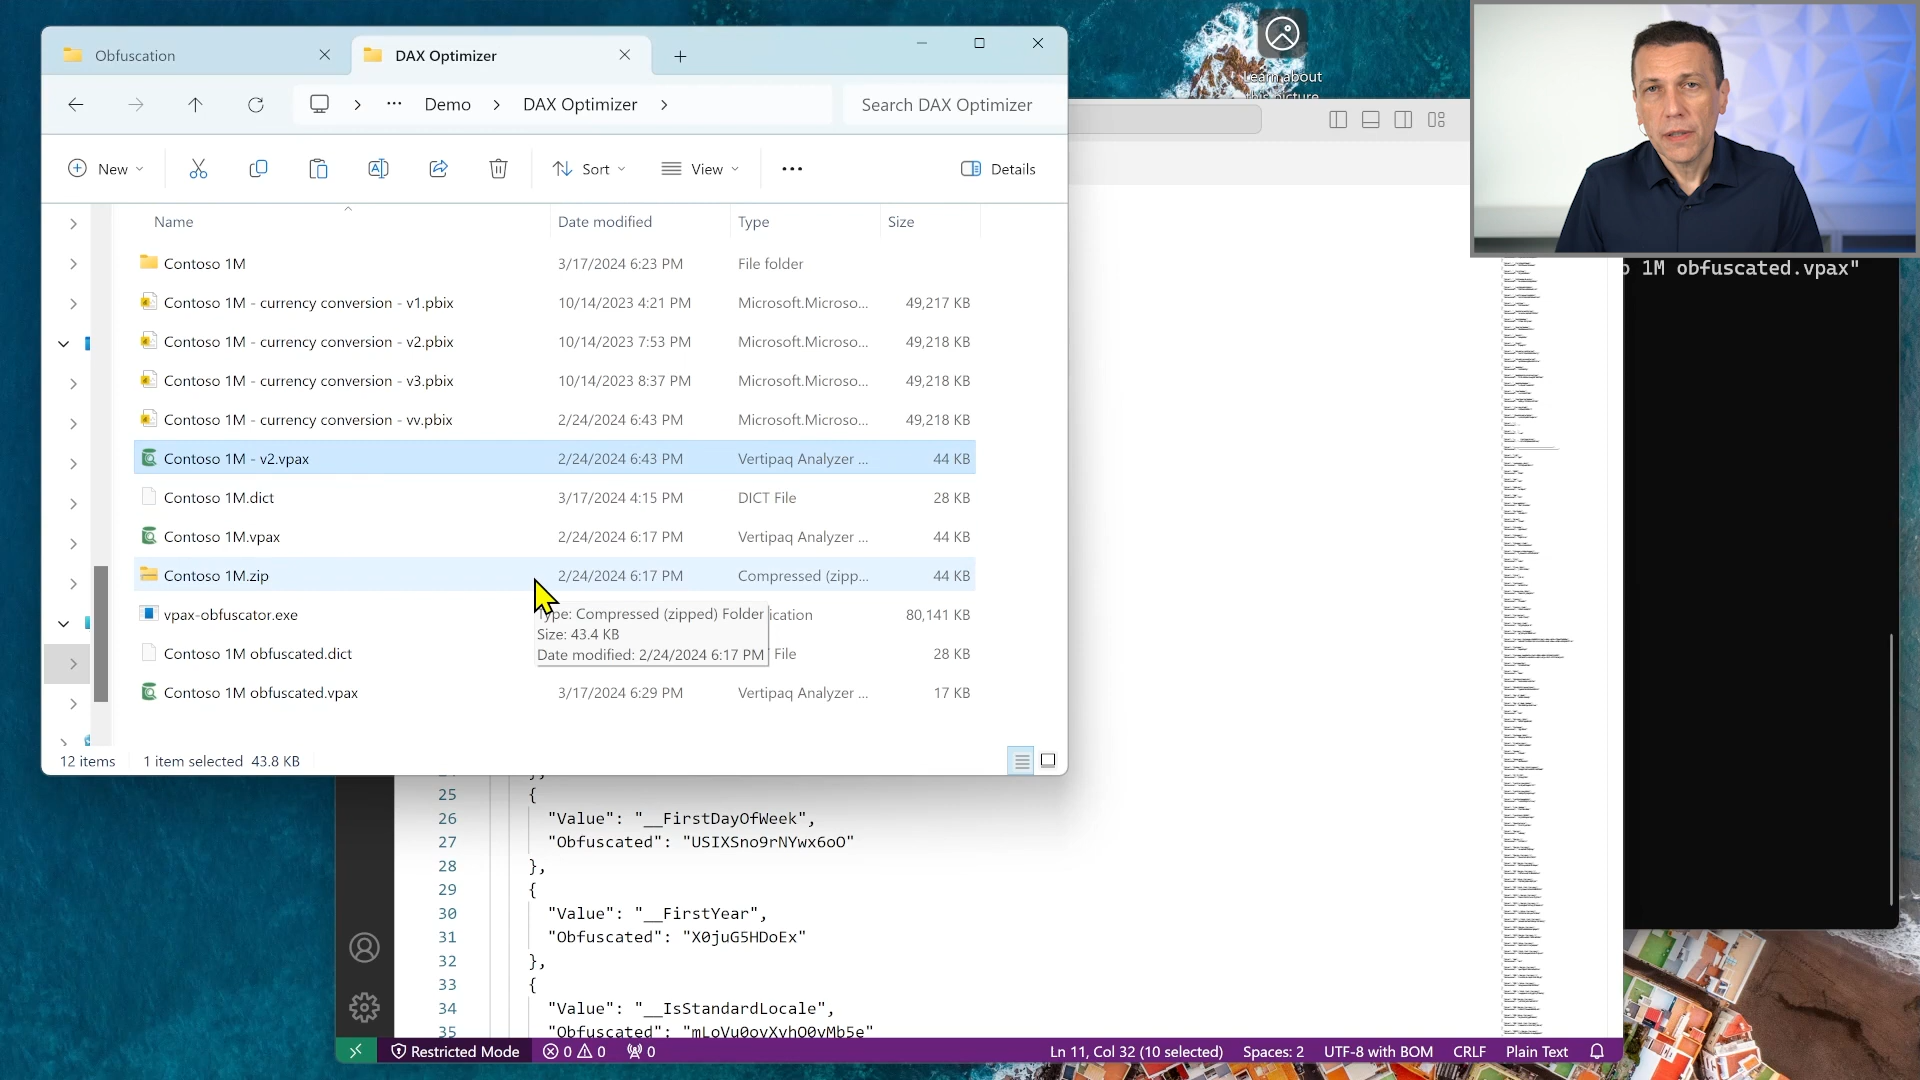 Obfuscation
DAX Optimizer
Learn about
this picture
Demo
DAX Optimizer
Search DAX Optimizer
New
Sort
View
Details
Name
Date modified
Type
Size
Contoso 1M 3/17/2024 6:23 PM File folder
Contoso 1M - currency conversion - v1.pbix 10/14/2023 4:21 PM Microsoft.Microso... 49,217 KB
Contoso 1M - currency conversion - v2.pbix 10/14/2023 7:53 PM Microsoft.Microso... 49,218 KB
Contoso 1M - currency conversion - v3.pbix 10/14/2023 8:37 PM Microsoft.Microso... 49,218 KB
Contoso 1M - currency conversion - vv.pbix 2/24/2024 6:43 PM Microsoft.Microso... 49,218 KB
Contoso 1M - v2.vpax 2/24/2024 6:43 PM Vertipaq Analyzer ... 44 KB
Contoso 1M.dict 3/17/2024 4:15 PM DICT File 28 KB
Contoso 1M.vpax 2/24/2024 6:17 PM Vertipaq Analyzer ... 44 KB
Contoso 1M.zip 2/24/2024 6:17 PM Compressed (zipp... 44 KB
vpax-obfuscator.exe ication 80,141 KB
Type: Compressed (zipped) Folder
Size: 43.4 KB
Date modified: 2/24/2024 6:17 PM
Contoso 1M obfuscated.dict File 28 KB
Contoso 1M obfuscated.vpax 3/17/2024 6:29 PM Vertipaq Analyzer ... 17 KB
12 items 1 item selected 43.8 KB
1M obfuscated.vpax"
25 {
26 "Value": "__FirstDayOfWeek",
27 "Obfuscated": "USIXSno9rNYwx6oO"
28 },
29 {
30 "Value": "__FirstYear",
31 "Obfuscated": "X0juG5HDoEx"
32 },
33 {
34 "Value": "__IsStandardLocale",
35 "Obfuscated": "mLoVu0oyXyhO0yMb5e"
Restricted Mode 0 0 0 Ln 11, Col 32 (10 selected) Spaces: 2 UTF-8 with BOM CRLF Plain Text